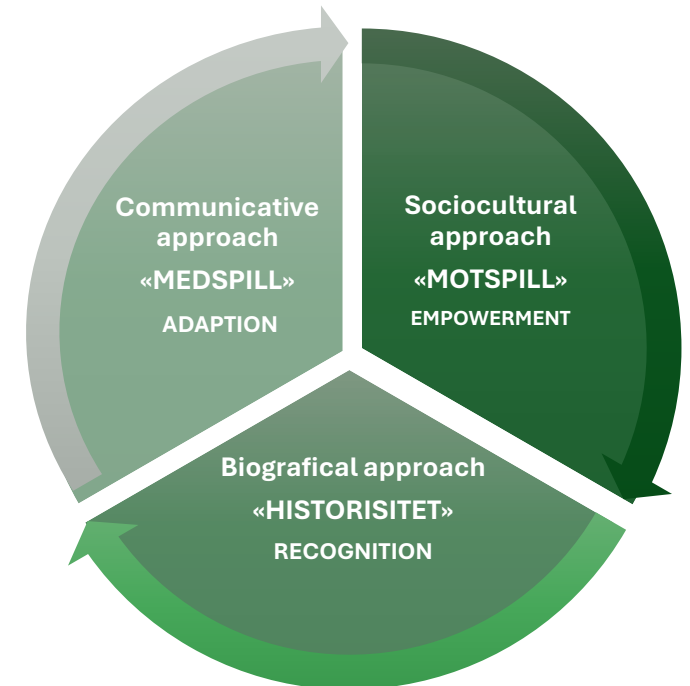 Communicative
approach
«MEDSPILL»
ADAPTION
Sociocultural
approach
«MOTSPILL»
EMPOWERMENT
Biografical approach
«HISTORISITET»
RECOGNITION